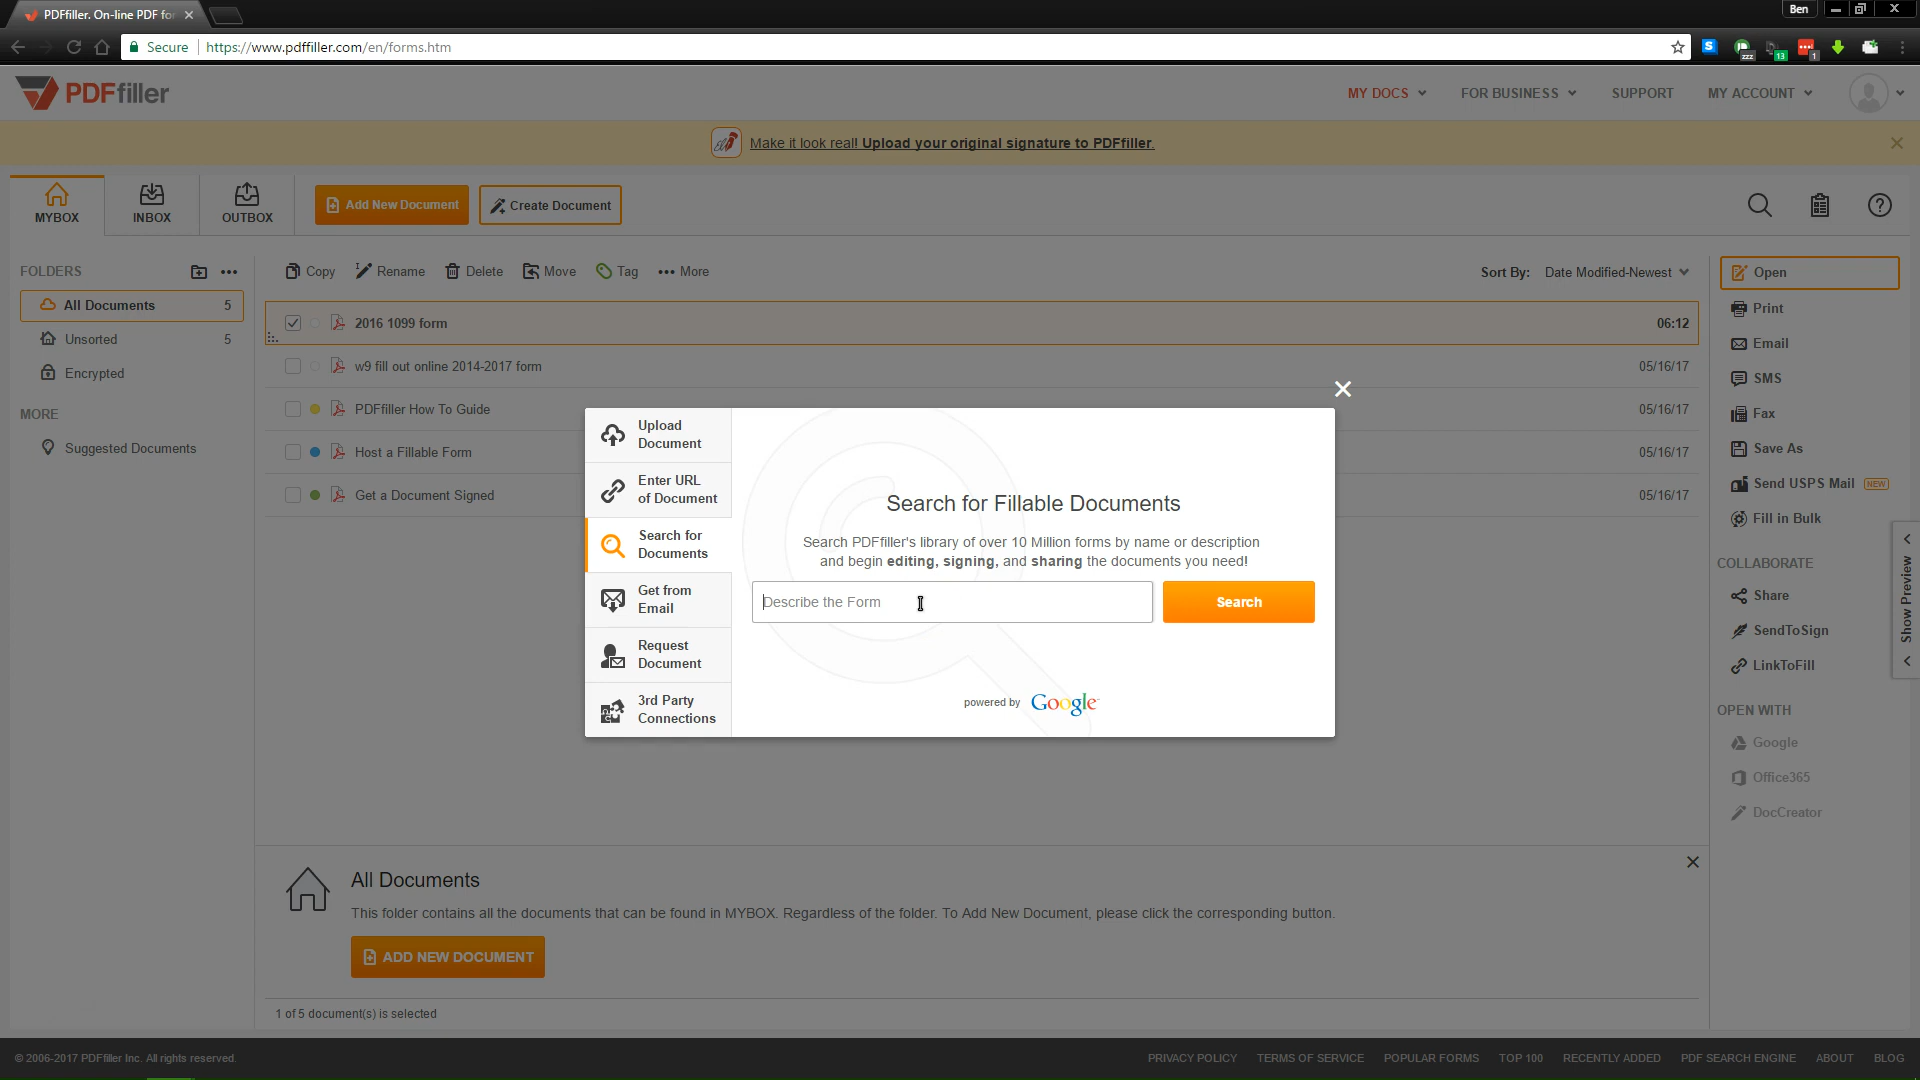 PDFfiller. On-line PDF for
Ben
Secure
https://www.pdffiller.com/en/forms.htm
S
zzz
13
1
PDFfiller
MY DOCS
FOR BUSINESS
SUPPORT
MY ACCOUNT
Make it look real! Upload your original signature to PDFfiller.
MYBOX
INBOX
OUTBOX
Add New Document
Create Document
FOLDERS
All Documents 5
Unsorted 5
Encrypted
MORE
Suggested Documents
Copy
Rename
Delete
Move
Tag
More
Sort By: Date Modified-Newest
2016 1099 form 06:12
w9 fill out online 2014-2017 form 05/16/17
PDFfiller How To Guide 05/16/17
Host a Fillable Form 05/16/17
Get a Document Signed 05/16/17
Upload
Document
Enter URL
of Document
Search for
Documents
Get from
Email
Request
Document
3rd Party
Connections
Search for Fillable Documents
Search PDFfiller's library of over 10 Million forms by name or description
and begin editing, signing, and sharing the documents you need!
Describe the Form
Search
powered by Google
Open
Print
Email
SMS
Fax
Save As
Send USPS Mail NEW
Fill in Bulk
COLLABORATE
Share
SendToSign
LinkToFill
OPEN WITH
Google
Office365
DocCreator
Show Preview
All Documents
This folder contains all the documents that can be found in MYBOX. Regardless of the folder. To Add New Document, please click the corresponding button.
ADD NEW DOCUMENT
1 of 5 document(s) is selected
© 2006-2017 PDFfiller Inc. All rights reserved.
PRIVACY POLICY
TERMS OF SERVICE
POPULAR FORMS
TOP 100
RECENTLY ADDED
PDF SEARCH ENGINE
ABOUT
BLOG